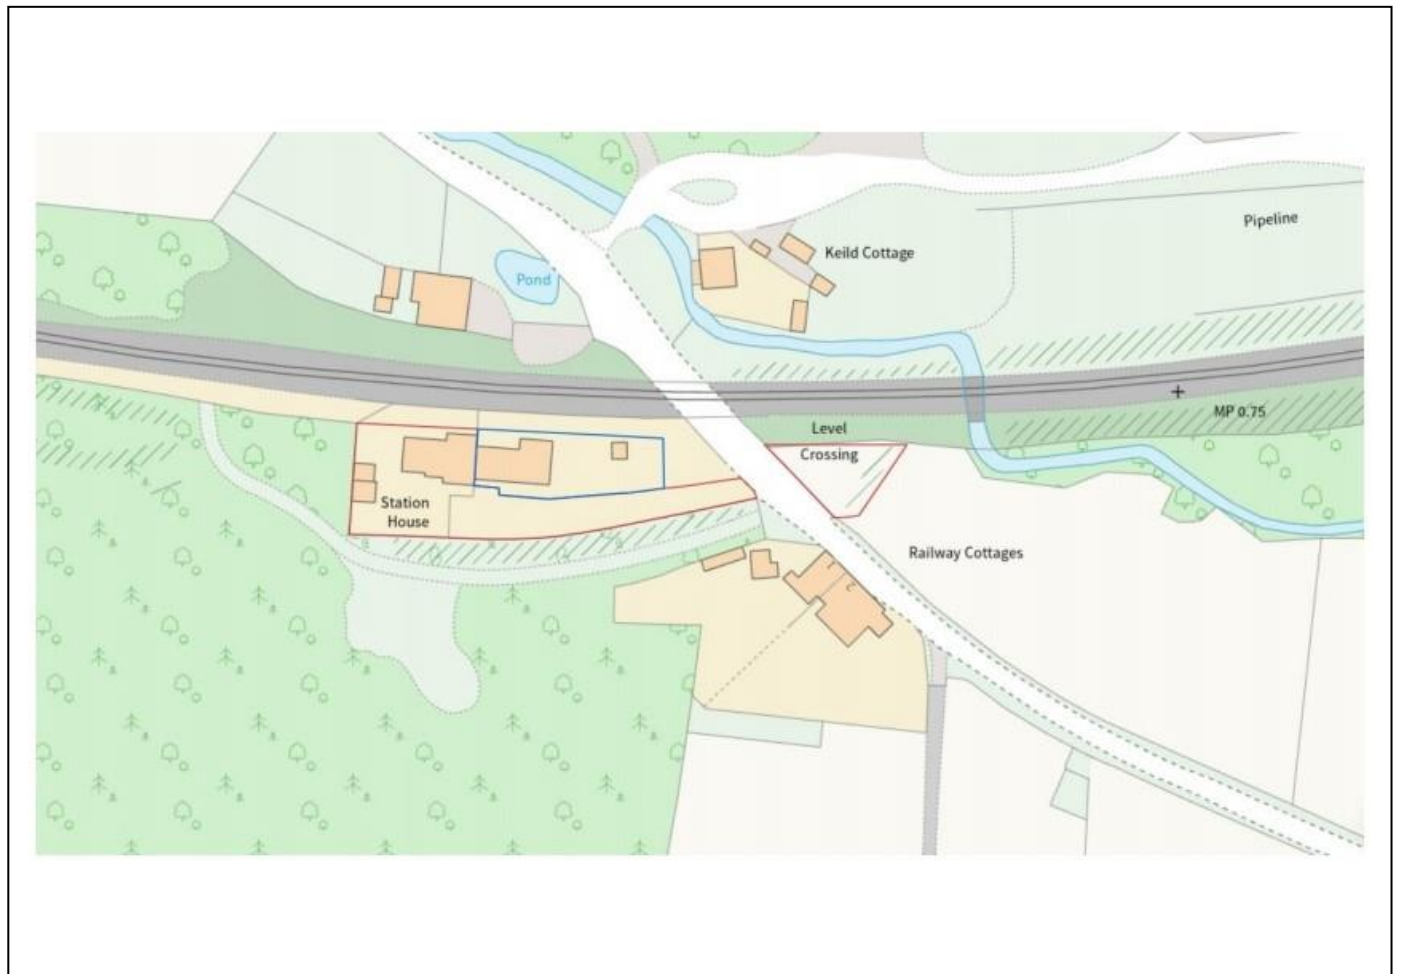 Pipeline
Keild Cottage
Pond
MP 0.75
Level
Crossing
Station
House
Railway Cottages